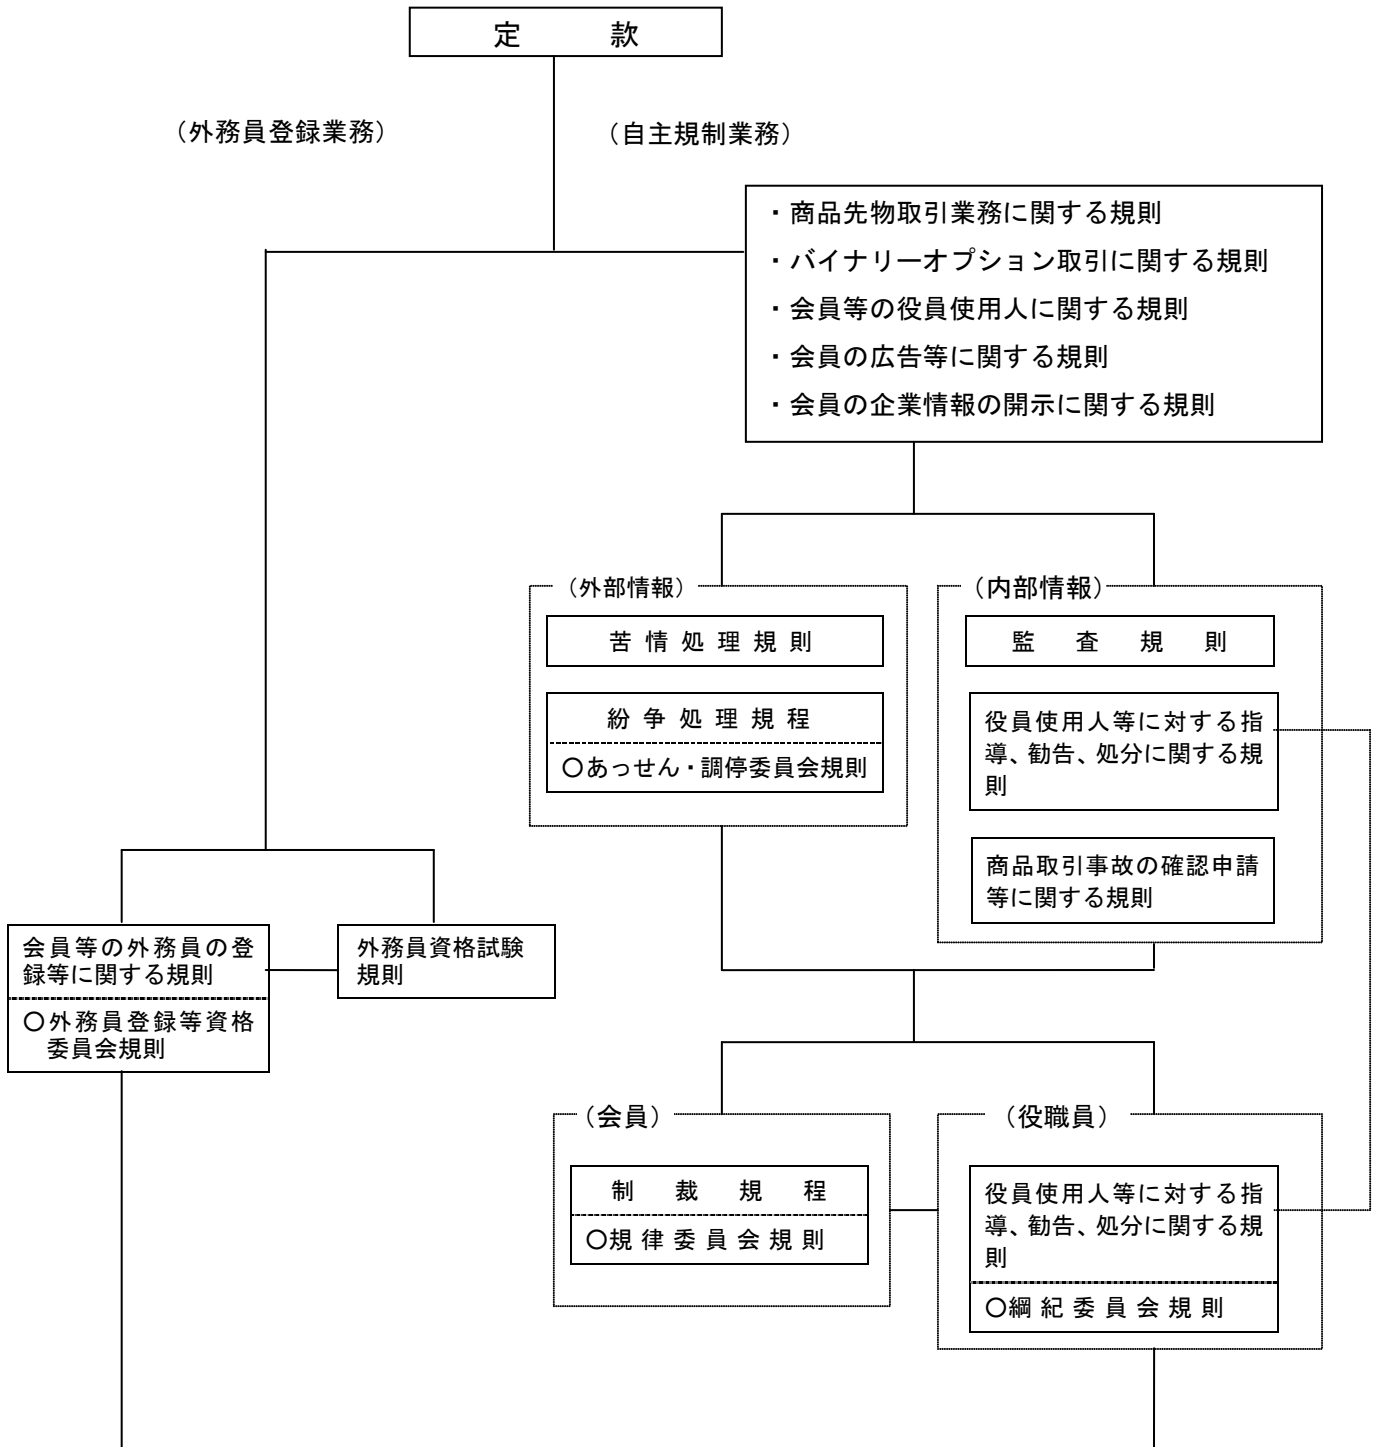 定　　款
（外務員登録業務）
（自主規制業務）
・商品先物取引業務に関する規則
・バイナリーオプション取引に関する規則
・会員等の役員使用人に関する規則
・会員の広告等に関する規則
・会員の企業情報の開示に関する規則
（外部情報）
苦情処理規則
紛争処理規程
○あっせん・調停委員会規則
（内部情報）
監査規則
役員使用人等に対する指
導、勧告、処分に関する規
則
商品取引事故の確認申請
等に関する規則
会員等の外務員の登
録等に関する規則
○外務員登録等資格
委員会規則
外務員資格試験
規則
（会員）
制裁規程
○規律委員会規則
（役職員）
役員使用人等に対する指
導、勧告、処分に関する規
則
○綱紀委員会規則